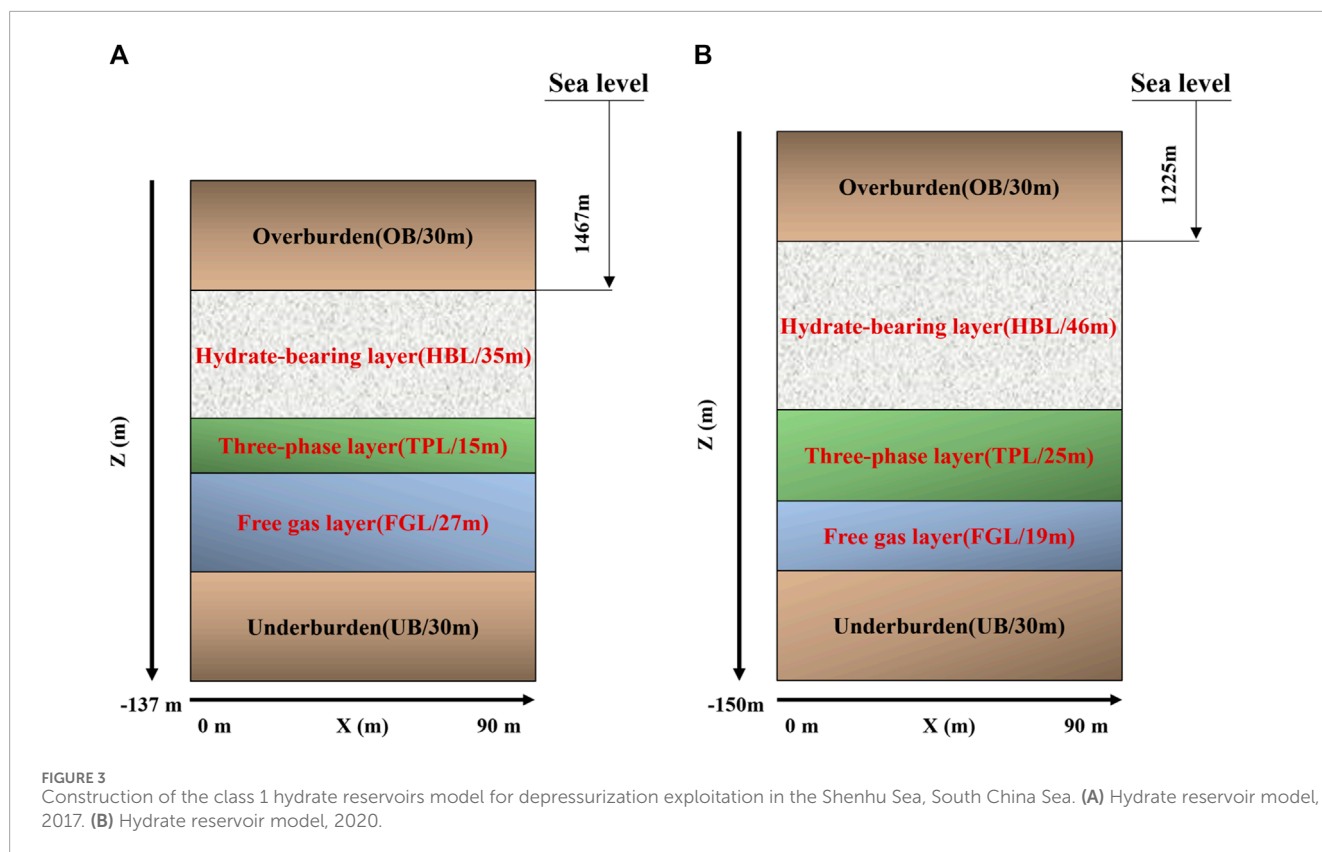 A
Sea level
1467m
Overburden(OB/30m)
Hydrate-bearing layer(HBL/35m)
Three-phase layer(TPL/15m)
Free gas layer(FGL/27m)
Underburden(UB/30m)
Z (m)
-137 m
0 m X (m) 90 m
B
Sea level
1225m
Overburden(OB/30m)
Hydrate-bearing layer(HBL/46m)
Three-phase layer(TPL/25m)
Free gas layer(FGL/19m)
Underburden(UB/30m)
Z (m)
-150m
0 m X (m) 90 m
FIGURE 3
Construction of the class 1 hydrate reservoirs model for depressurization exploitation in the Shenhu Sea, South China Sea. (A) Hydrate reservoir model,
2017. (B) Hydrate reservoir model, 2020.